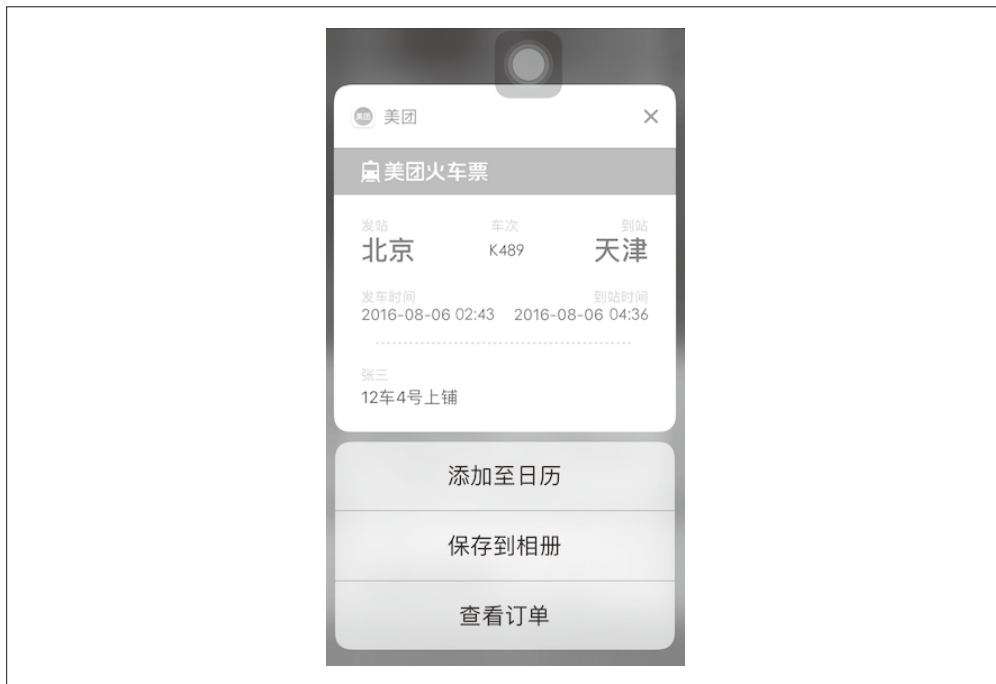 美团
美团火车票
发站 车次 到站
北京 K489 天津
发车时间 到站时间
2016-08-06 02:43 2016-08-06 04:36
张三
12车4号上铺
添加至日历
保存到相册
查看订单